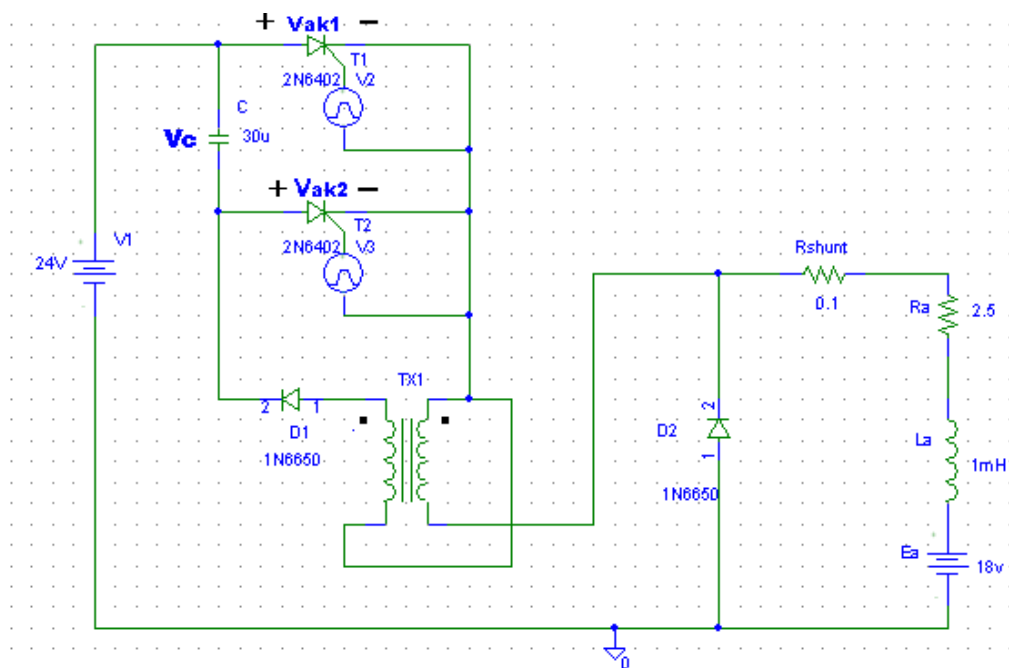 + Vak1 −
T1
2N6402 V2
C
Vc 30u
+ Vak2 −
T2
2N6402 V3
V1
24V
Rshunt
0.1
Ra 2.5
TX1
2 1
D1
1N6650
D2
2
1
1N6650
La
1mH
Ea
18v
0